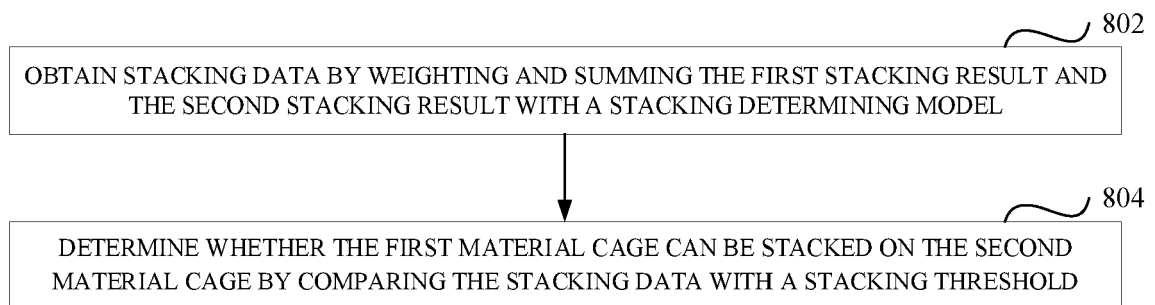 802
OBTAIN STACKING DATA BY WEIGHTING AND SUMMING THE FIRST STACKING RESULT AND
THE SECOND STACKING RESULT WITH A STACKING DETERMINING MODEL
804
DETERMINE WHETHER THE FIRST MATERIAL CAGE CAN BE STACKED ON THE SECOND
MATERIAL CAGE BY COMPARING THE STACKING DATA WITH A STACKING THRESHOLD